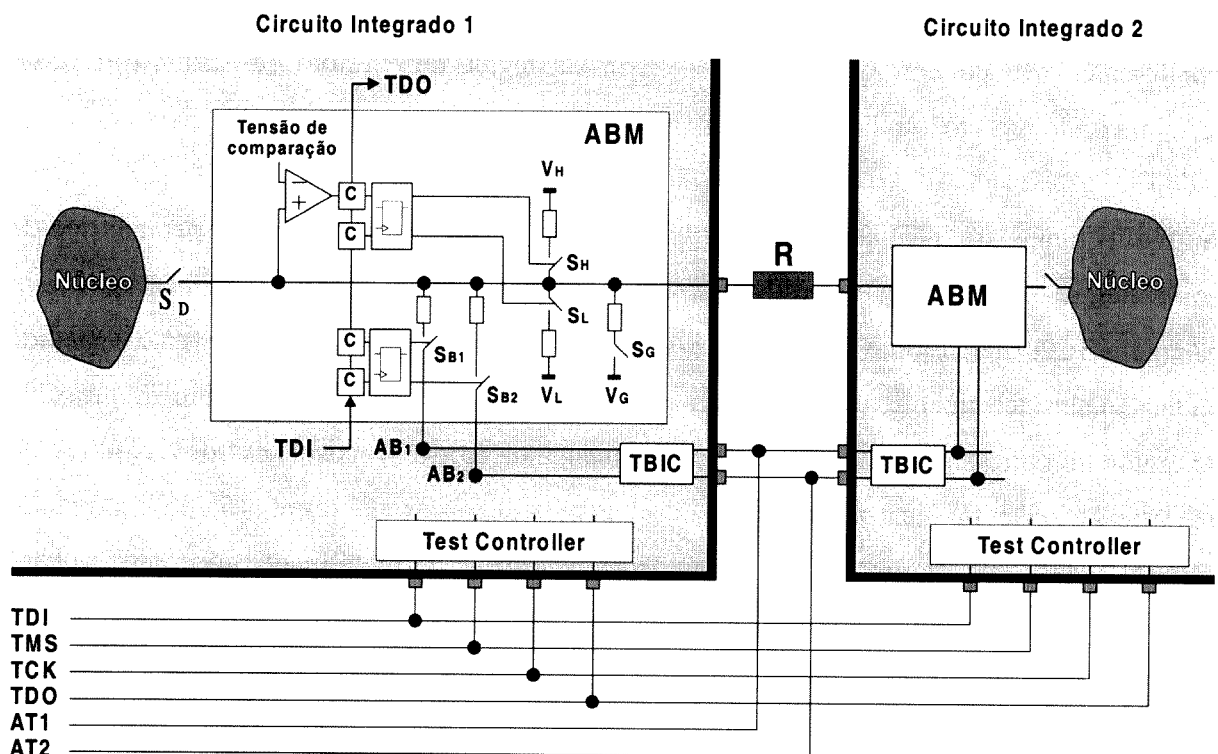 Circuito Integrado 1
Circuito Integrado 2
TDO
Tensão de
comparação
ABM
VH
C
C
Núcleo
SD
SH
R
ABM
Núcleo
SL
C
C
SB1
SB2
SG
VL
VG
TDI
AB1
AB2
TBIC
TBIC
Test Controller
Test Controller
TDI
TMS
TCK
TDO
AT1
AT2